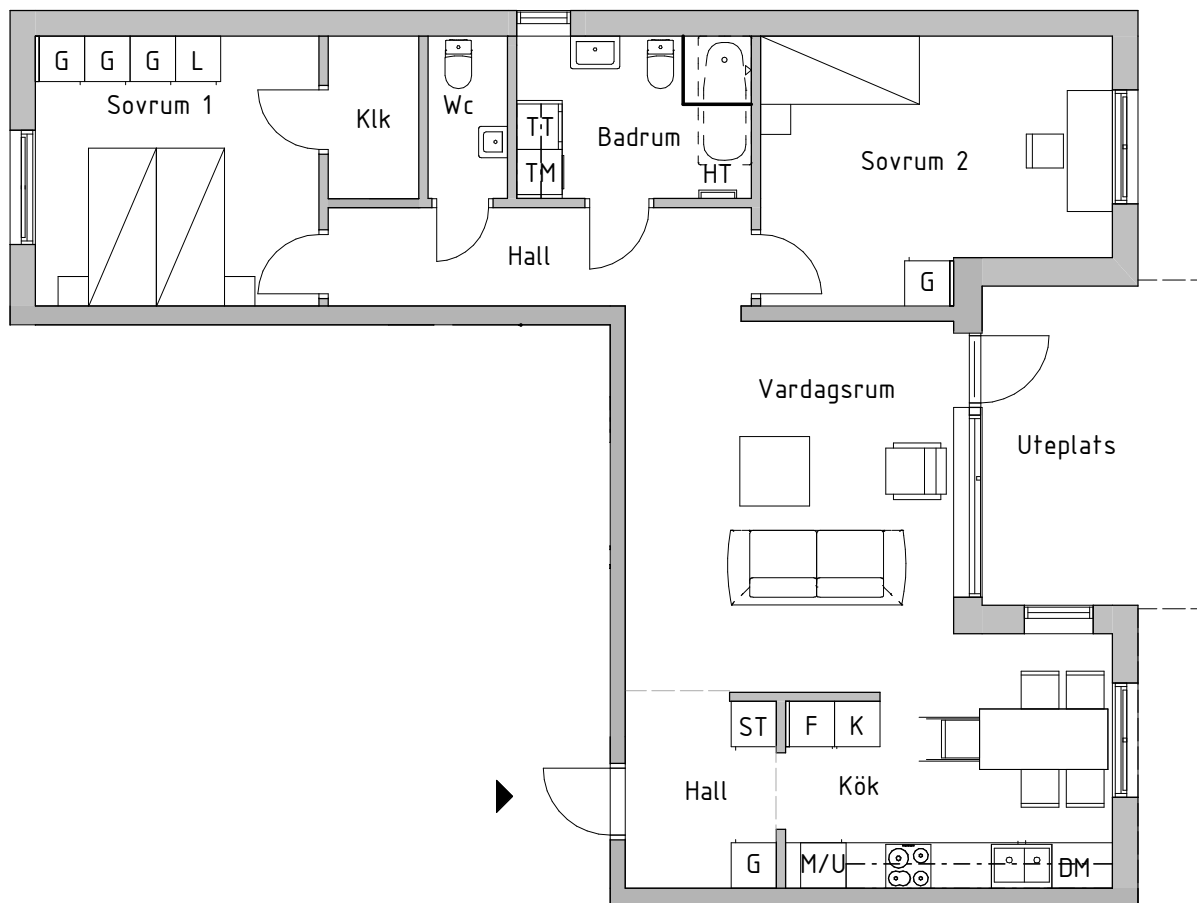 G G G L
Sovrum 1
Klk
Wc
TT
TM
Badrum
HT
Sovrum 2
Hall
G
Vardagsrum
Uteplats
ST
F
K
Hall
Kök
G
M/U
DM